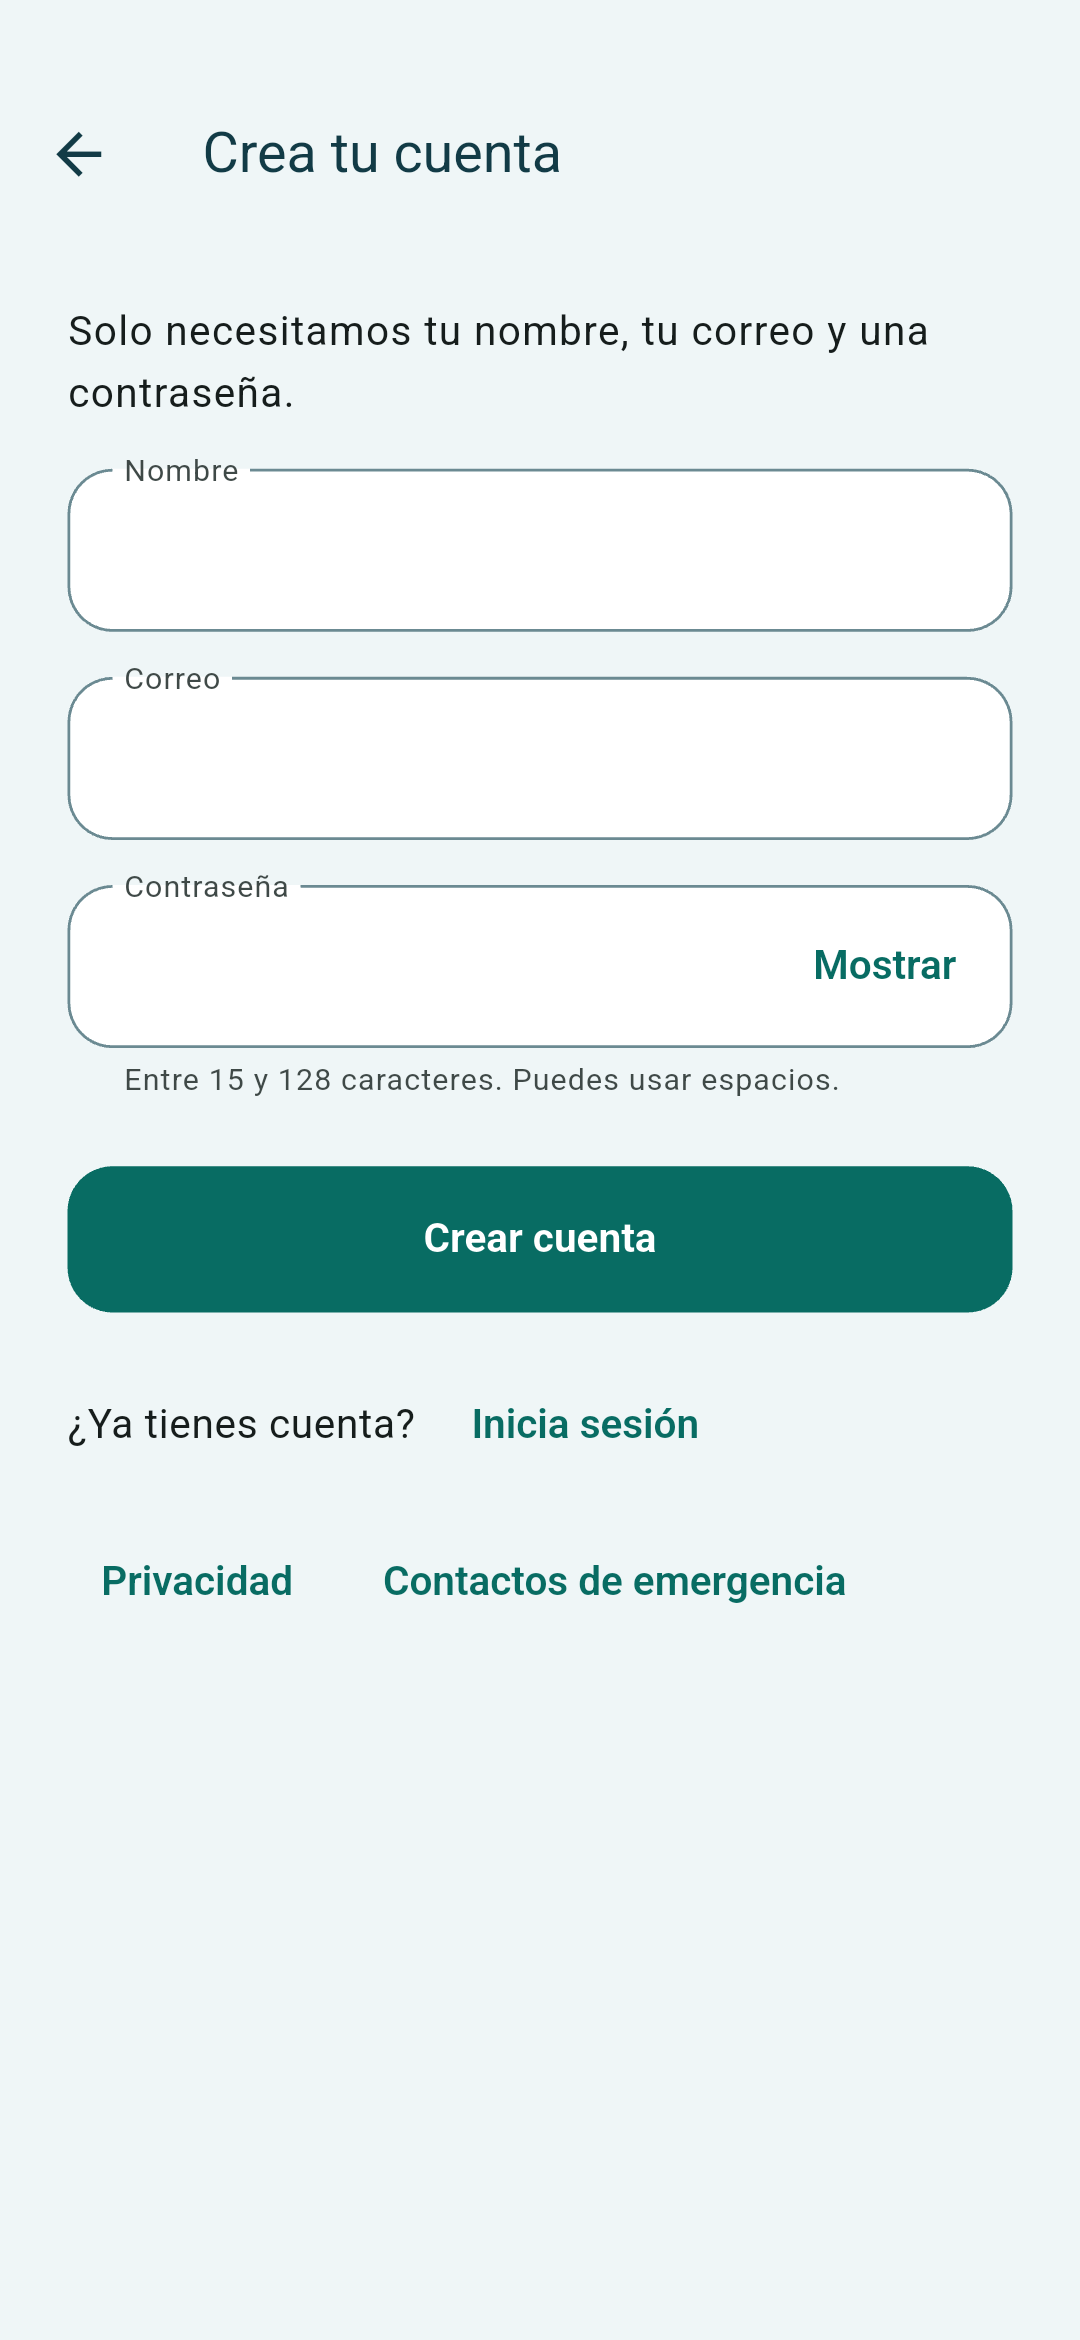 Crea tu cuenta
Solo necesitamos tu nombre, tu correo y una
contraseña.
Nombre
Correo
Contraseña
Mostrar
Entre 15 y 128 caracteres. Puedes usar espacios.
Crear cuenta
¿Ya tienes cuenta? Inicia sesión
Privacidad Contactos de emergencia